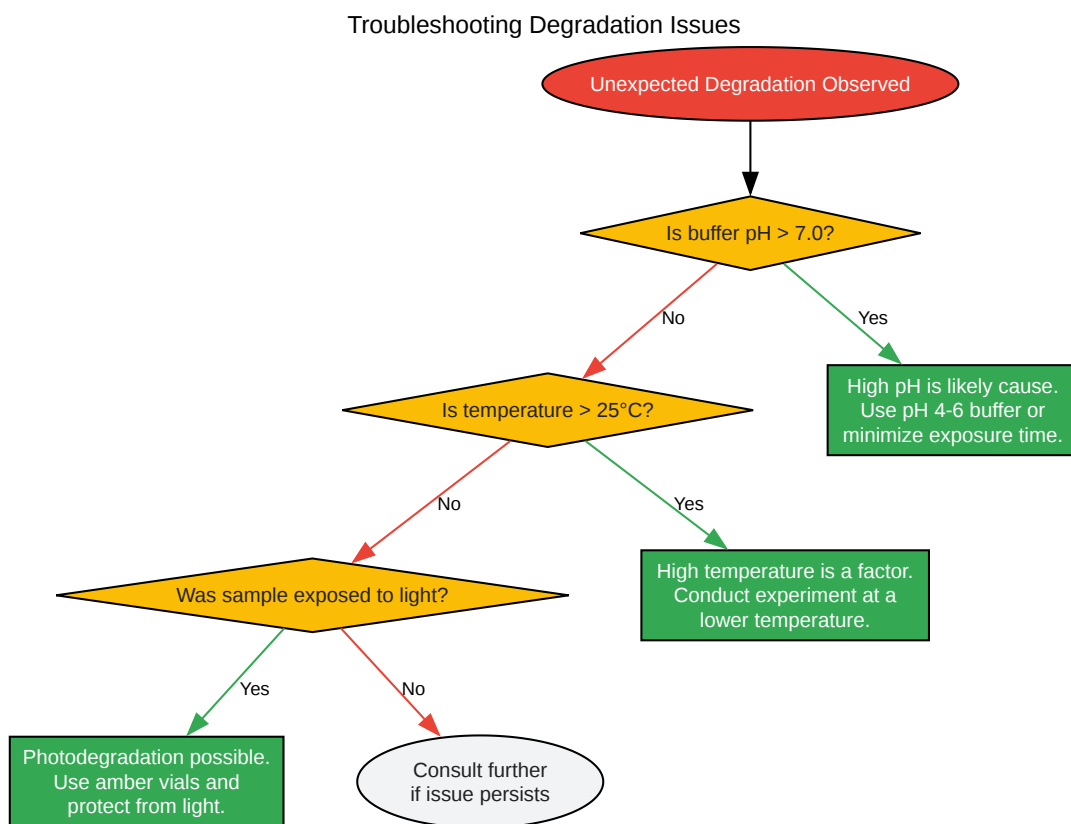 Troubleshooting Degradation Issues
Unexpected Degradation Observed
Is buffer pH > 7.0?
No
Yes
High pH is likely cause.
Use pH 4-6 buffer or
minimize exposure time.
Is temperature > 25°C?
No
Yes
High temperature is a factor.
Conduct experiment at a
lower temperature.
Was sample exposed to light?
Yes
No
Photodegradation possible.
Use amber vials and
protect from light.
Consult further
if issue persists